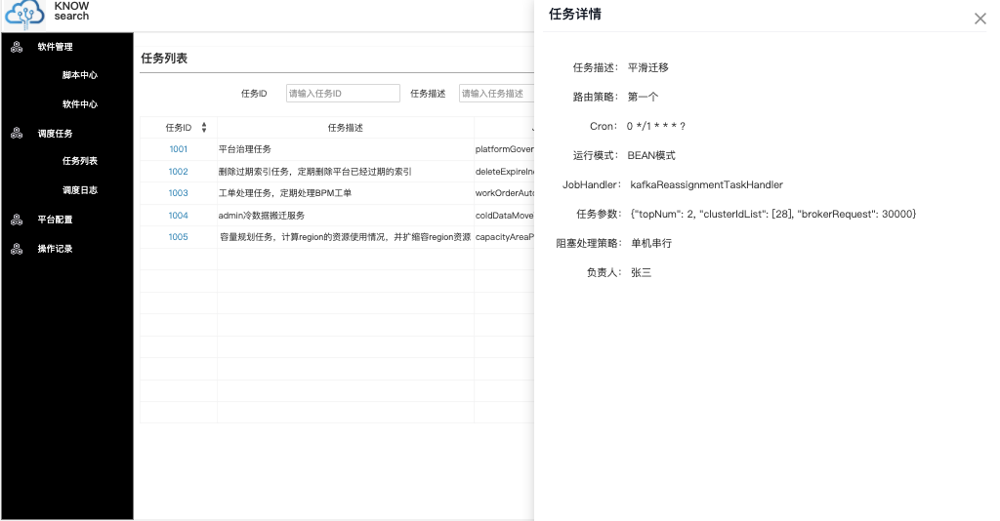 KNOW
search
软件管理
脚本中心
软件中心
调度任务
任务列表
调度日志
平台配置
操作记录
任务列表
任务ID 请输入任务ID 任务描述 请输入任务描述
任务ID 任务描述
1001 平台治理任务 platformGover
1002 删除过期索引任务，定期删除平台已经过期的索引 deleteExpireInd
1003 工单处理任务，定期处理BPM工单 workOrderAuto
1004 admin冷数据搬迁服务 coldDataMove
1005 容量规划任务，计算region的资源使用情况，并扩缩容region资源 capacityAreaP
任务详情
任务描述： 平滑迁移
路由策略： 第一个
Cron： 0 */1 * * * ?
运行模式： BEAN模式
JobHandler： kafkaReassignmentTaskHandler
任务参数： {"topNum": 2, "clusterIdList": [28], "brokerRequest": 30000}
阻塞处理策略： 单机串行
负责人： 张三